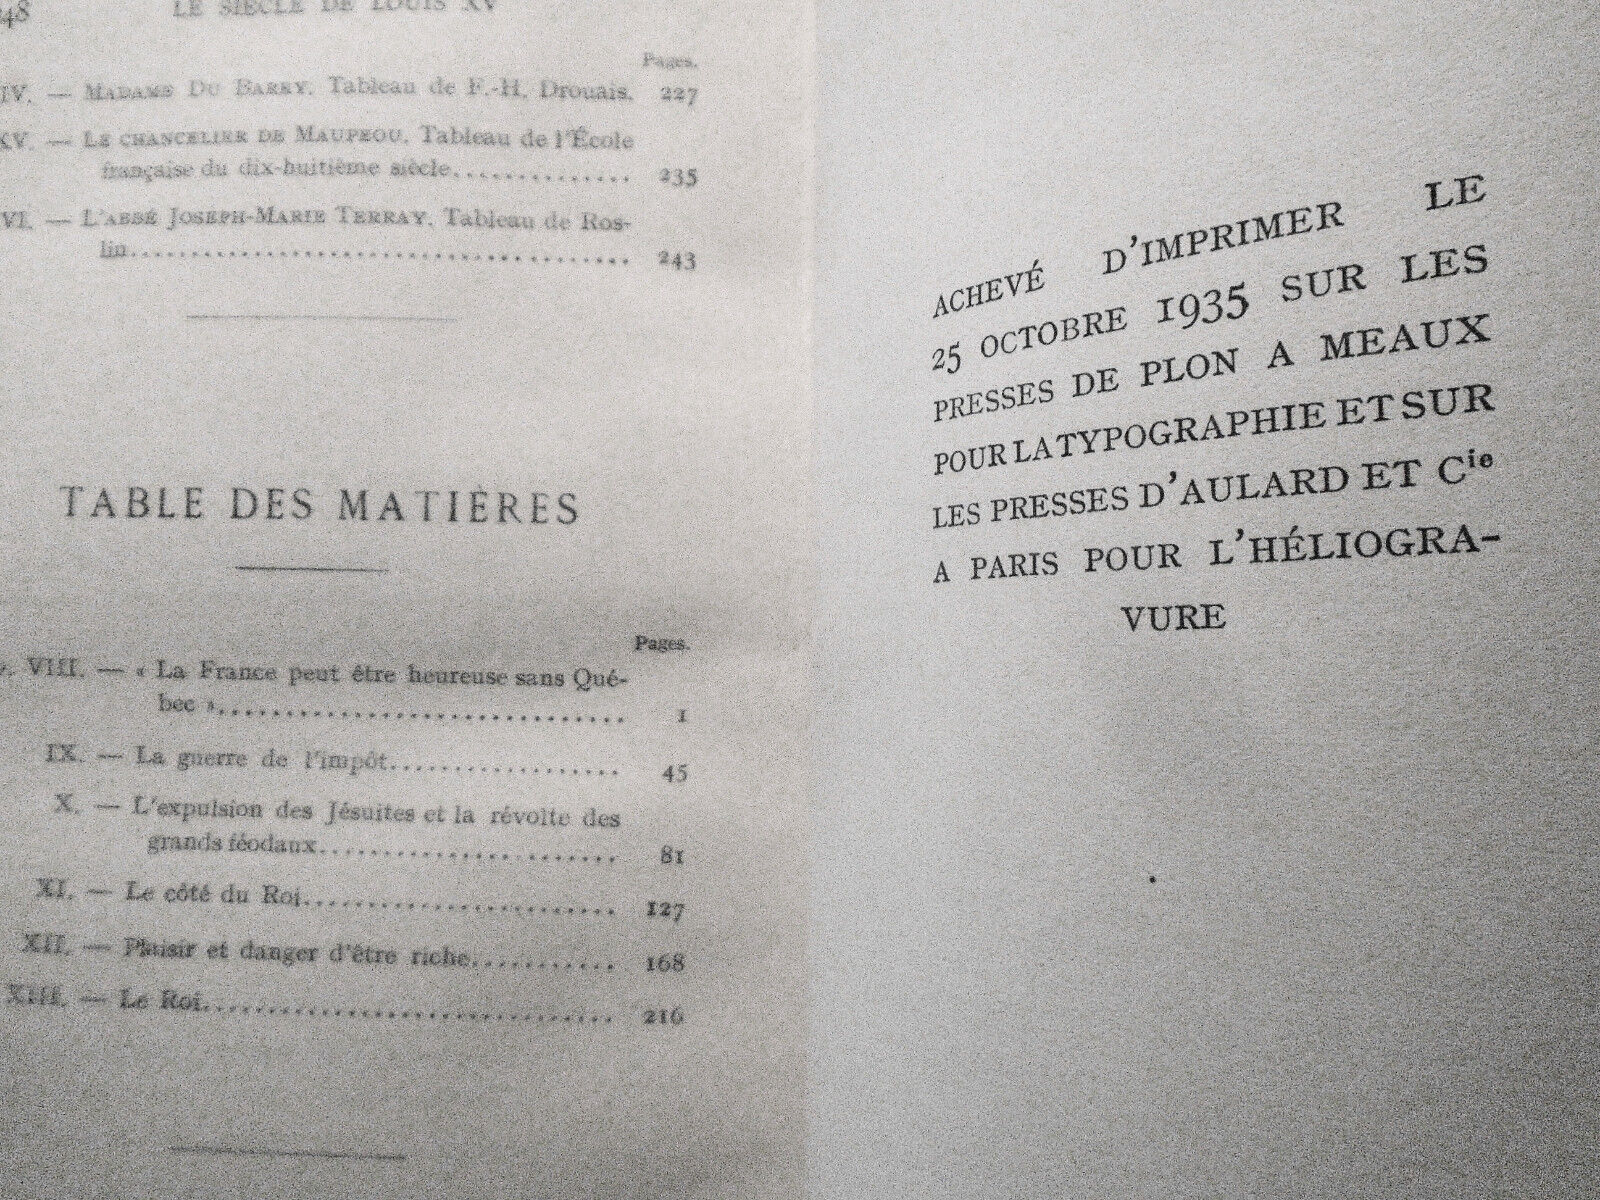 248 LE SIÈCLE DE LOUIS XV
Pages.
IV. — MADAME DU BARRY. Tableau de F.-H. Drouais. 227
XV. — LE CHANCELIER DE MAUPEOU. Tableau de l'École
française du dix-huitième siècle............... 235
VI. — L'ABBÉ JOSEPH-MARIE TERRAY. Tableau de Ros-
lin........................................ 243
TABLE DES MATIÈRES
Pages.
VIII. — « La France peut être heureuse sans Qué-
bec »................................ 1
IX. — La guerre de l'impôt.................. 45
X. — L'expulsion des Jésuites et la révolte des
grands féodaux........................ 81
XI. — Le côté du Roi......................... 127
XII. — Plaisir et danger d'être riche........... 168
XIII. — Le Roi................................ 216
ACHEVÉ D'IMPRIMER LE
25 OCTOBRE 1935 SUR LES
PRESSES DE PLON A MEAUX
POUR LA TYPOGRAPHIE ET SUR
LES PRESSES D'AULARD ET Cie
A PARIS POUR L'HÉLIOGRA-
VURE